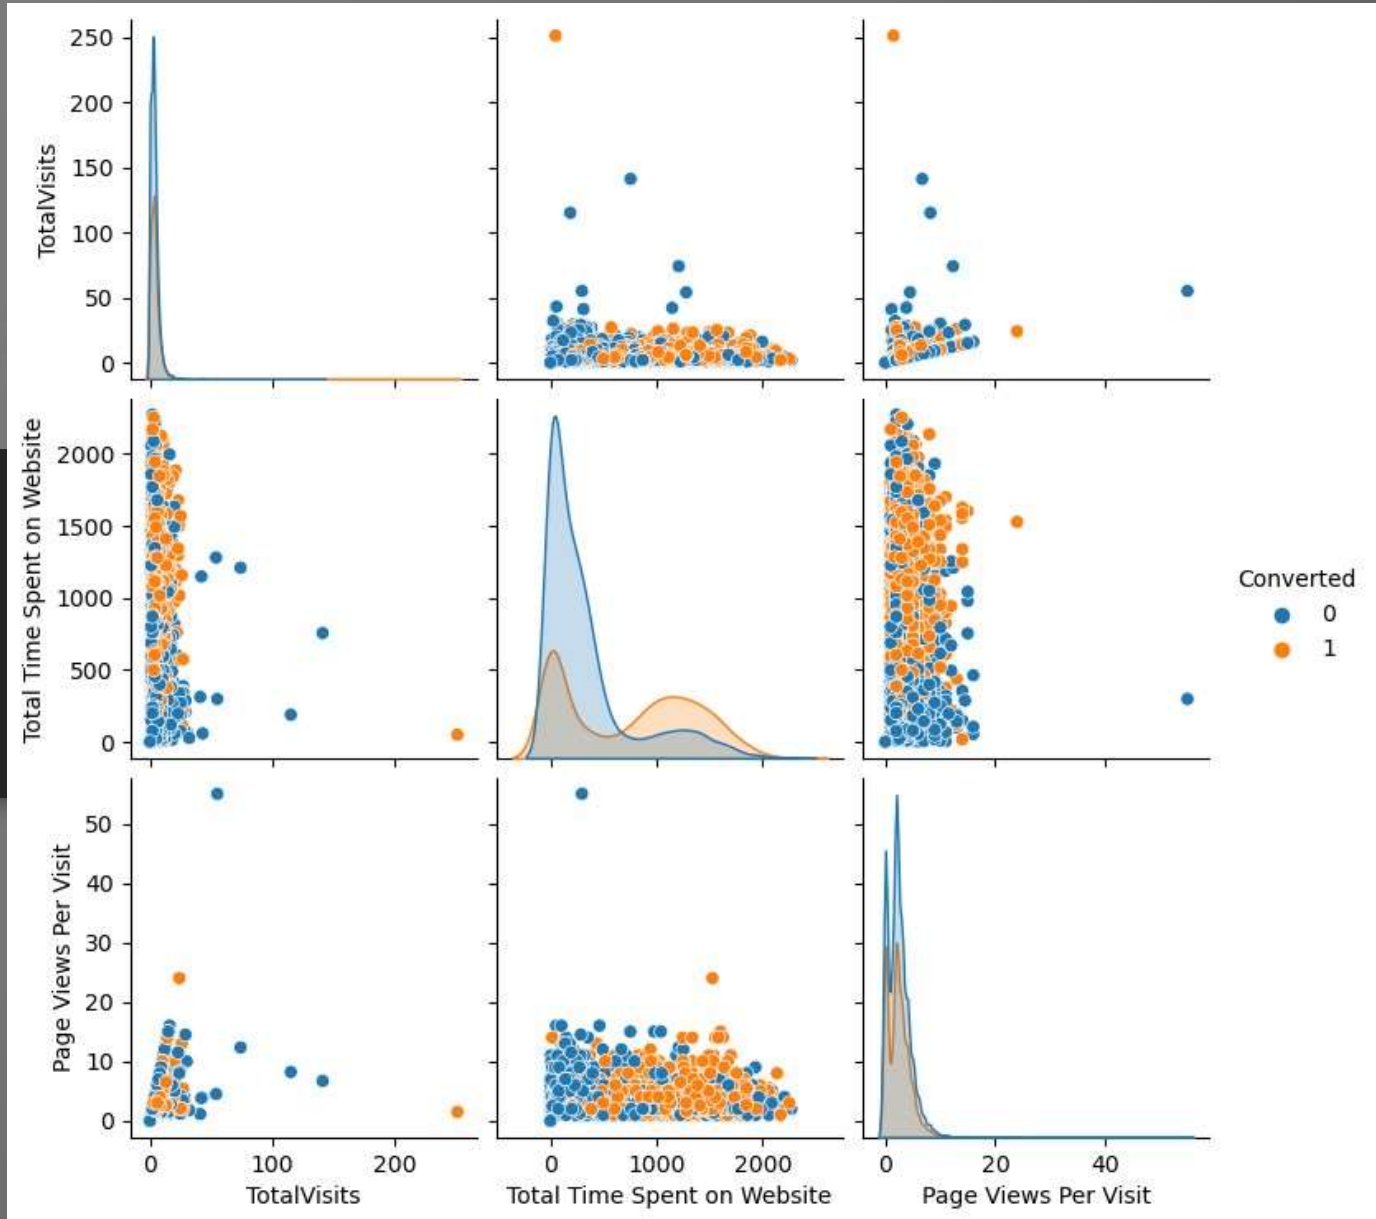 250
200
150
100
50
0
TotalVisits
2000
1500
1000
500
0
Total Time Spent on Website
Converted
0
1
50
40
30
20
10
0
Page Views Per Visit
0 100 200
0 1000 2000
0 20 40
TotalVisits
Total Time Spent on Website
Page Views Per Visit